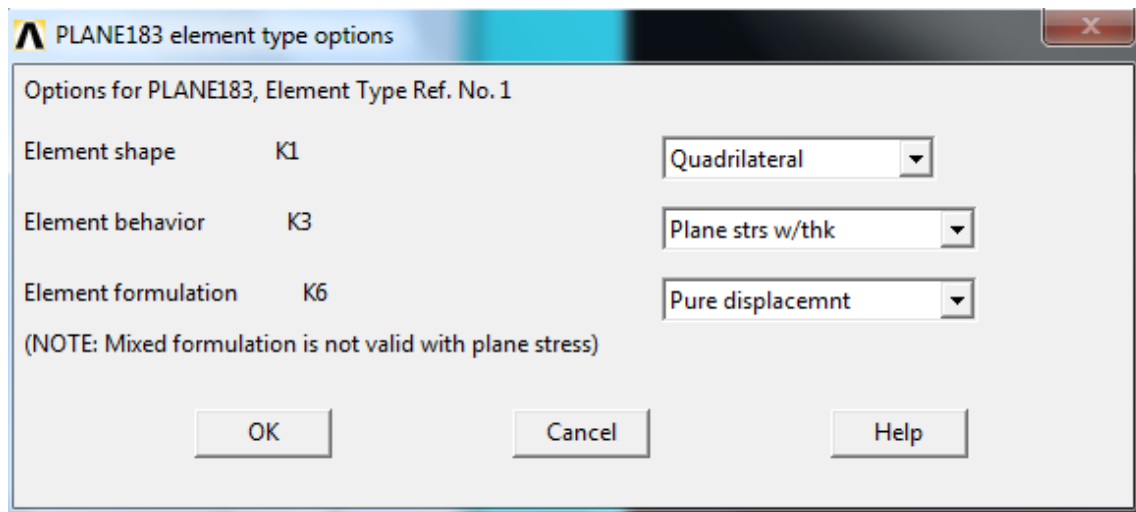 PLANE183 element type options
Options for PLANE183, Element Type Ref. No. 1
Element shape K1 Quadrilateral
Element behavior K3 Plane strs w/thk
Element formulation K6 Pure displacemnt
(NOTE: Mixed formulation is not valid with plane stress)
OK Cancel Help